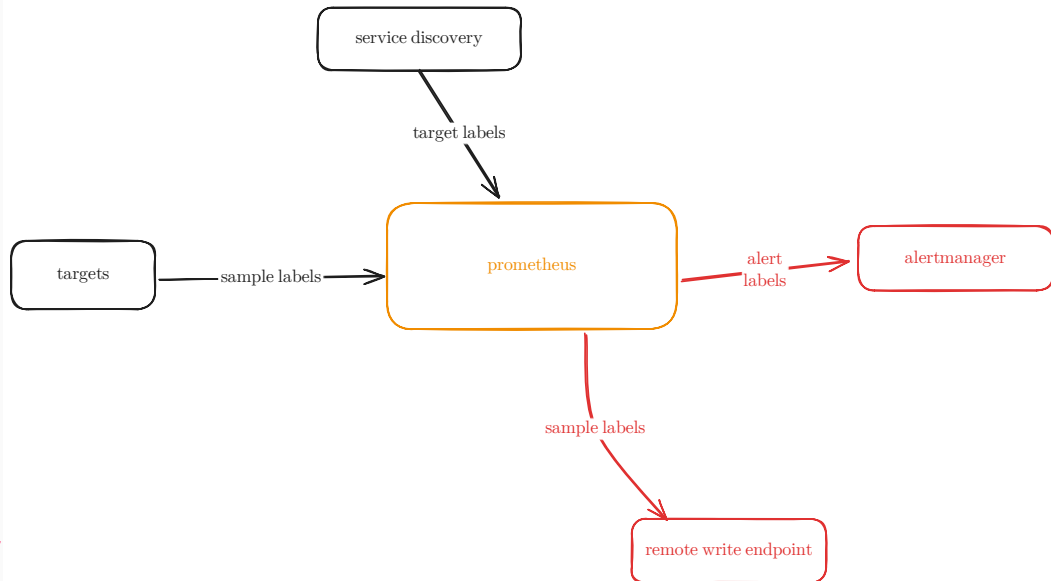 service discovery
target labels
targets
sample labels
prometheus
alert
labels
alertmanager
sample labels
remote write endpoint